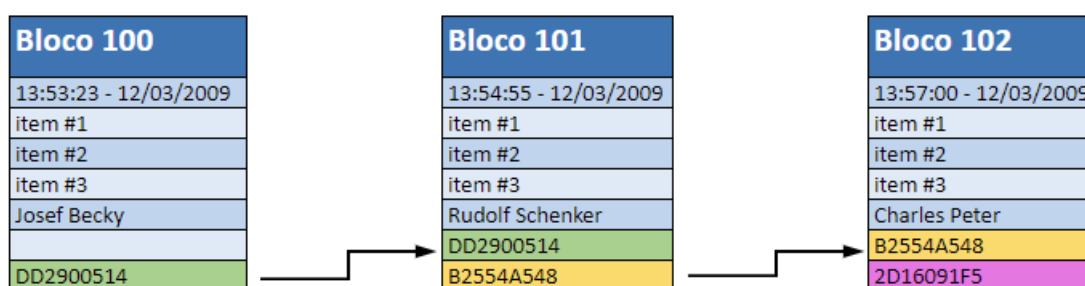 Bloco 100
13:53:23 - 12/03/2009
item #1
item #2
item #3
Josef Becky
DD2900514
Bloco 101
13:54:55 - 12/03/2009
item #1
item #2
item #3
Rudolf Schenker
DD2900514
B2554A548
Bloco 102
13:57:00 - 12/03/2009
item #1
item #2
item #3
Charles Peter
B2554A548
2D16091F5